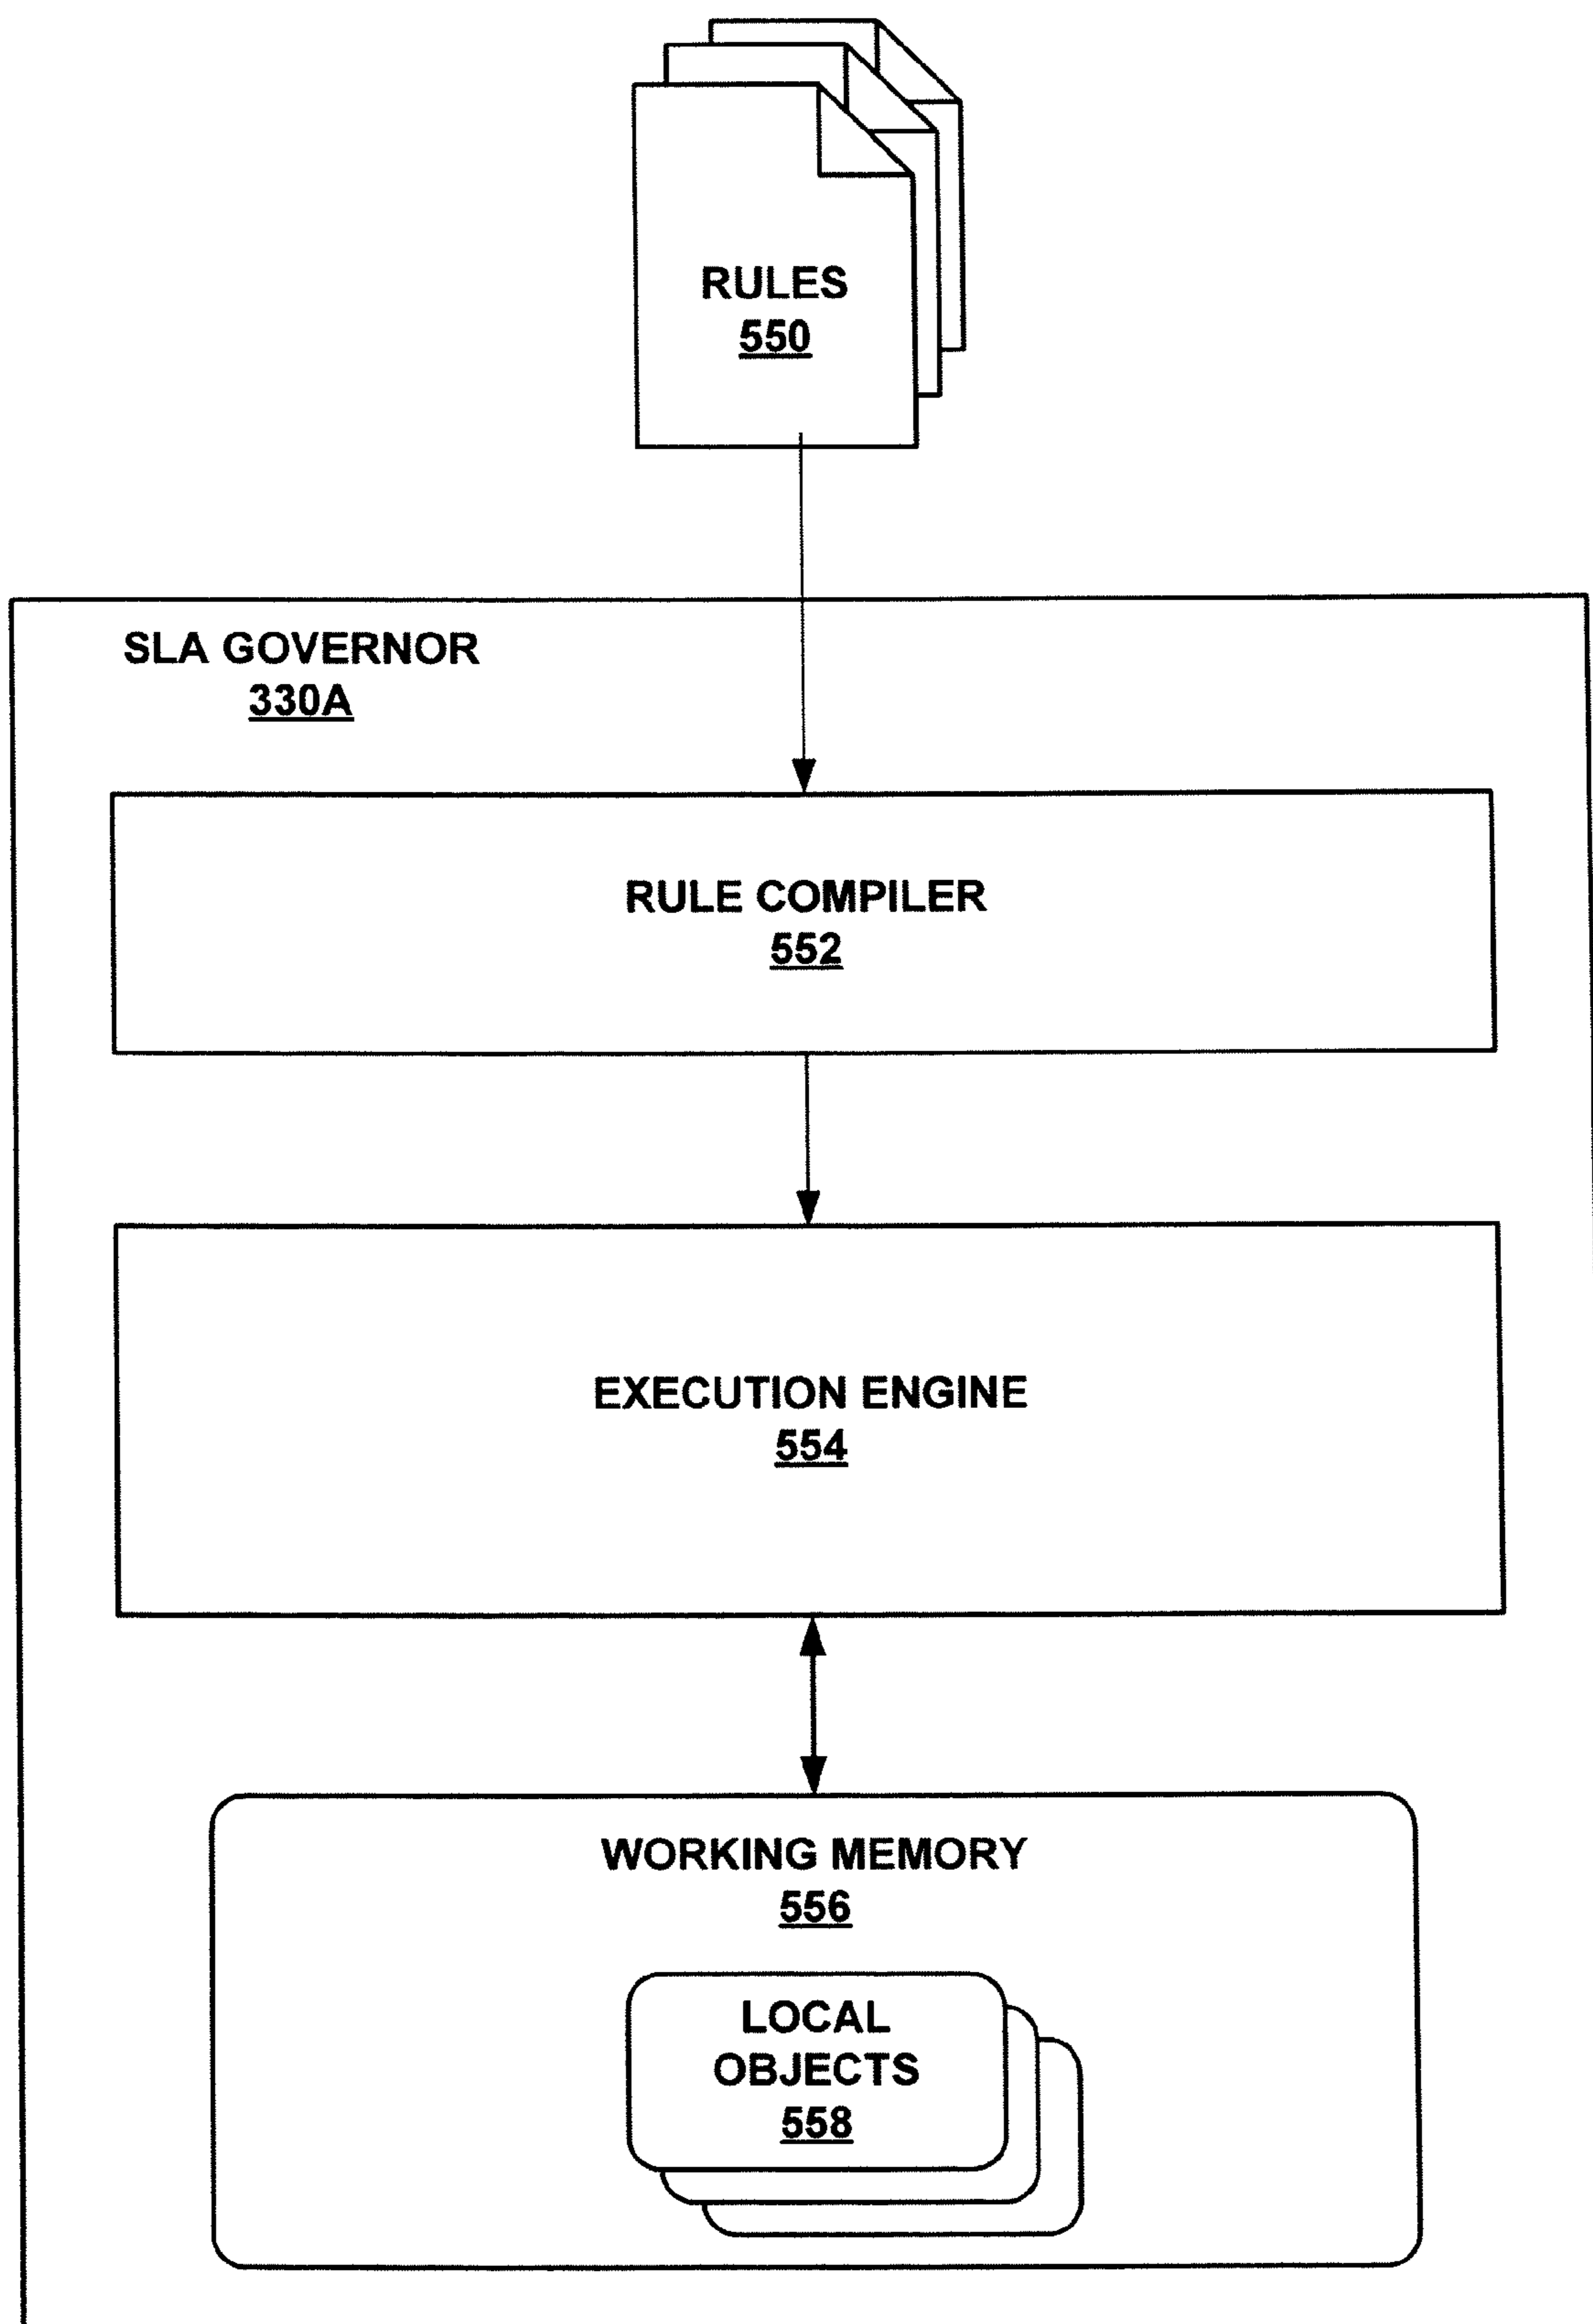 RULES
550
SLA GOVERNOR
330A
RULE COMPILER
552
EXECUTION ENGINE
554
WORKING MEMORY
556
LOCAL
OBJECTS
558